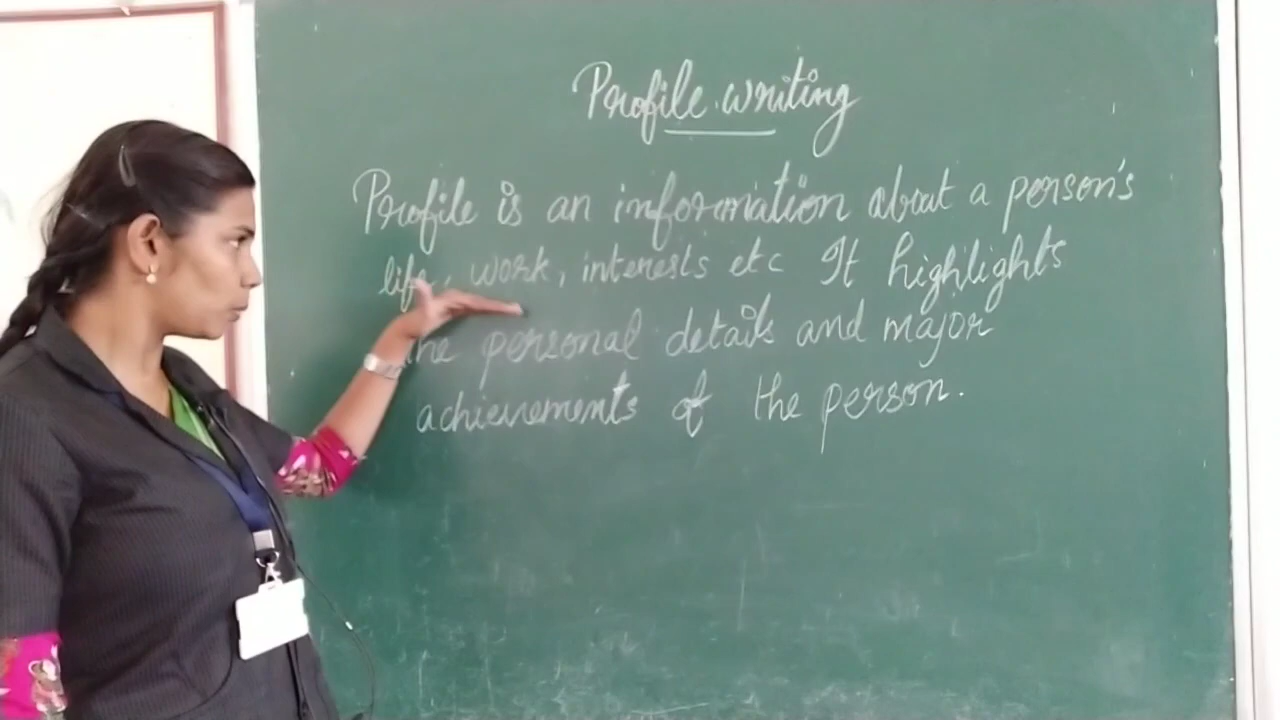 Profile writing
Profile is an information about a person's
life, work, interests etc It highlights
the personal details and major
achievements of the person.